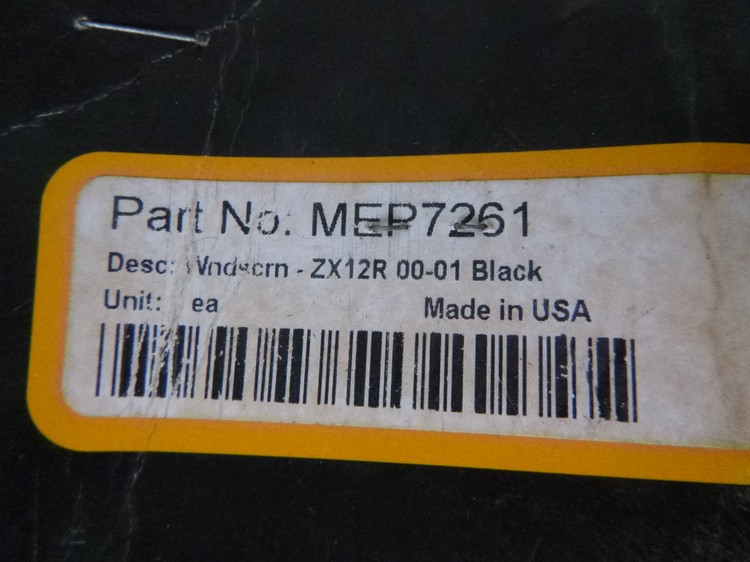 Part No: MEP7261
Desc: Wndscrn - ZX12R 00-01 Black
Unit: ea Made in USA